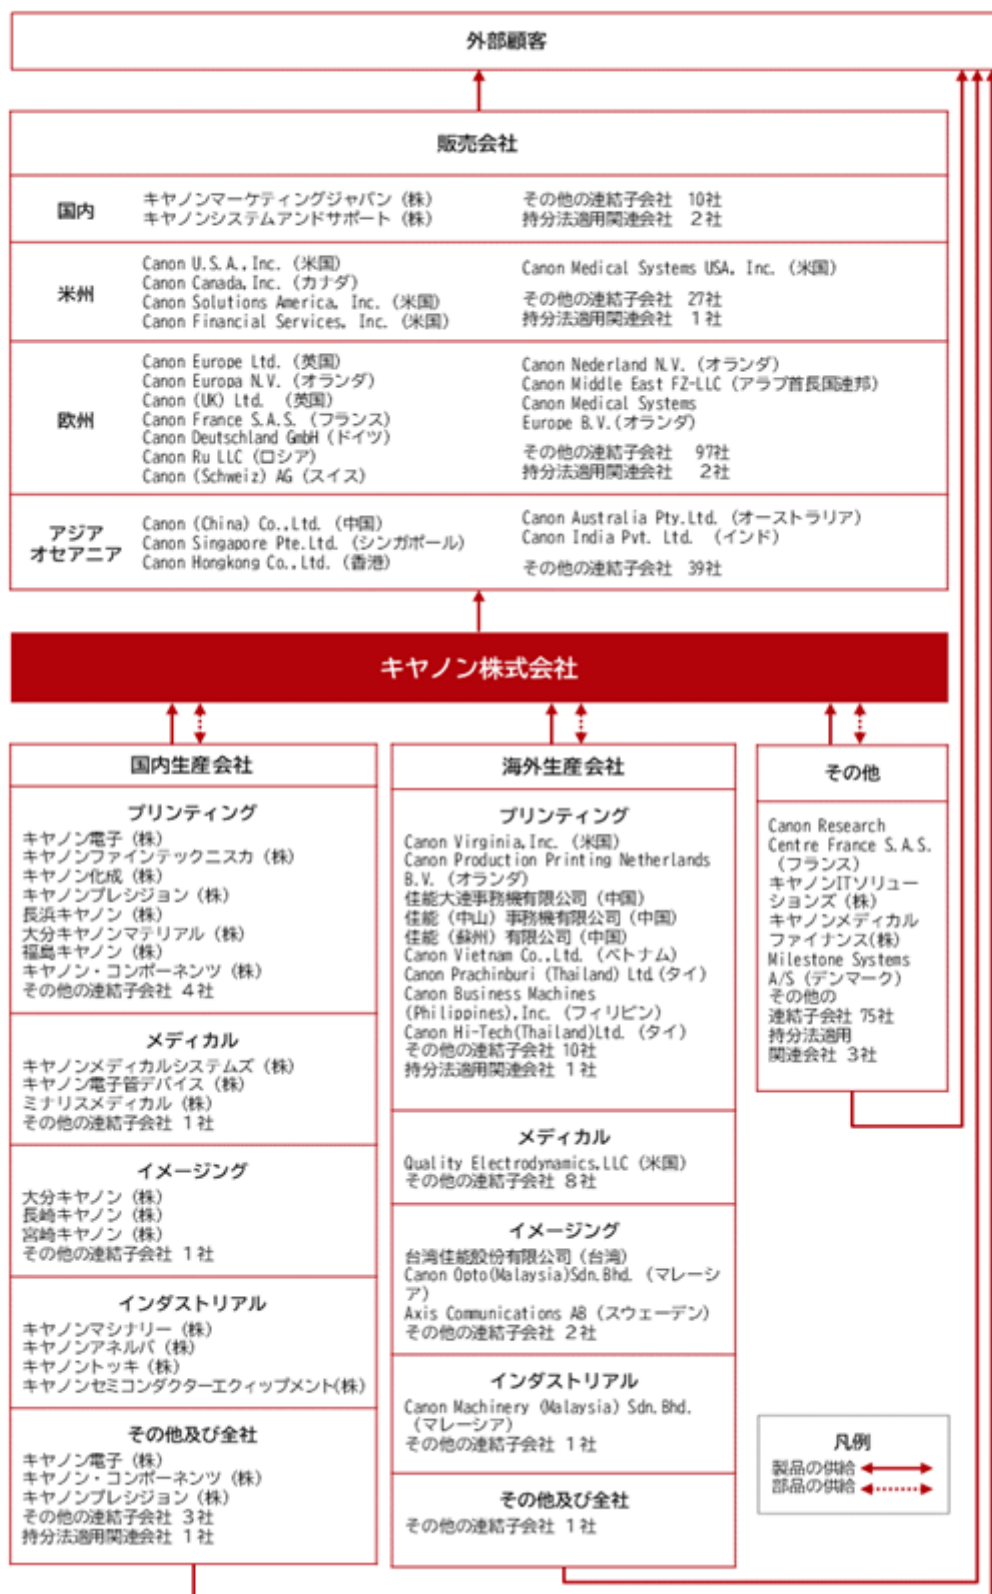 外部顧客
販売会社
国内
キヤノンマーケティングジャパン（株）
キヤノンシステムアンドサポート（株）
その他の連結子会社 10社
持分法適用関連会社 2社
米州
Canon U.S.A.,Inc.（米国）
Canon Canada,Inc.（カナダ）
Canon Solutions America, Inc.（米国）
Canon Financial Services, Inc.（米国）
Canon Medical Systems USA, Inc.（米国）
その他の連結子会社 27社
持分法適用関連会社 1社
欧州
Canon Europe Ltd.（英国）
Canon Europa N.V.（オランダ）
Canon (UK) Ltd.（英国）
Canon France S.A.S.（フランス）
Canon Deutschland GmbH（ドイツ）
Canon Ru LLC（ロシア）
Canon (Schweiz) AG（スイス）
Canon Nederland N.V.（オランダ）
Canon Middle East FZ-LLC（アラブ首長国連邦）
Canon Medical Systems
Europe B.V.(オランダ）
その他の連結子会社 97社
持分法適用関連会社 2社
アジア
オセアニア
Canon (China) Co.,Ltd.（中国）
Canon Singapore Pte.Ltd.（シンガポール）
Canon Hongkong Co.,Ltd.（香港）
Canon Australia Pty.Ltd.（オーストラリア）
Canon India Pvt. Ltd.（インド）
その他の連結子会社 39社
キヤノン株式会社
国内生産会社
プリンティング
キヤノン電子（株）
キヤノンファインテックニスカ（株）
キヤノン化成（株）
キヤノンプレシジョン（株）
長浜キヤノン（株）
大分キヤノンマテリアル（株）
福島キヤノン（株）
キヤノン・コンポーネンツ（株）
その他の連結子会社 4社
メディカル
キヤノンメディカルシステムズ（株）
キヤノン電子管デバイス（株）
ミナリスメディカル（株）
その他の連結子会社 1社
イメージング
大分キヤノン（株）
長崎キヤノン（株）
宮崎キヤノン（株）
その他の連結子会社 1社
インダストリアル
キヤノンマシナリー（株）
キヤノンアネルバ（株）
キヤノントッキ（株）
キヤノンセミコンダクターエクィップメント(株）
その他及び全社
キヤノン電子（株）
キヤノン・コンポーネンツ（株）
キヤノンプレシジョン（株）
その他の連結子会社 3社
持分法適用関連会社 1社
海外生産会社
プリンティング
Canon Virginia,Inc.（米国）
Canon Production Printing Netherlands
B.V.（オランダ）
佳能大連事務機有限公司（中国）
佳能（中山）事務機有限公司（中国）
佳能（蘇州）有限公司（中国）
Canon Vietnam Co.,Ltd.（ベトナム）
Canon Prachinburi (Thailand) Ltd.(タイ）
Canon Business Machines
(Philippines),Inc.（フィリピン）
Canon Hi-Tech(Thailand)Ltd.（タイ）
その他の連結子会社 10社
持分法適用関連会社 1社
メディカル
Quality Electrodynamics,LLC（米国）
その他の連結子会社 8社
イメージング
台湾佳能股份有限公司（台湾）
Canon Opto(Malaysia)Sdn.Bhd.（マレーシ
ア）
Axis Communications AB（スウェーデン）
その他の連結子会社 2社
インダストリアル
Canon Machinery (Malaysia) Sdn.Bhd.
（マレーシア）
その他の連結子会社 1社
その他及び全社
その他の連結子会社 1社
その他
Canon Research
Centre France S.A.S.
（フランス）
キヤノンITソリュー
ションズ（株）
キヤノンメディカル
ファイナンス(株）
Milestone Systems
A/S（デンマーク）
その他の
連結子会社 75社
持分法適用
関連会社 3社
凡例
製品の供給
部品の供給